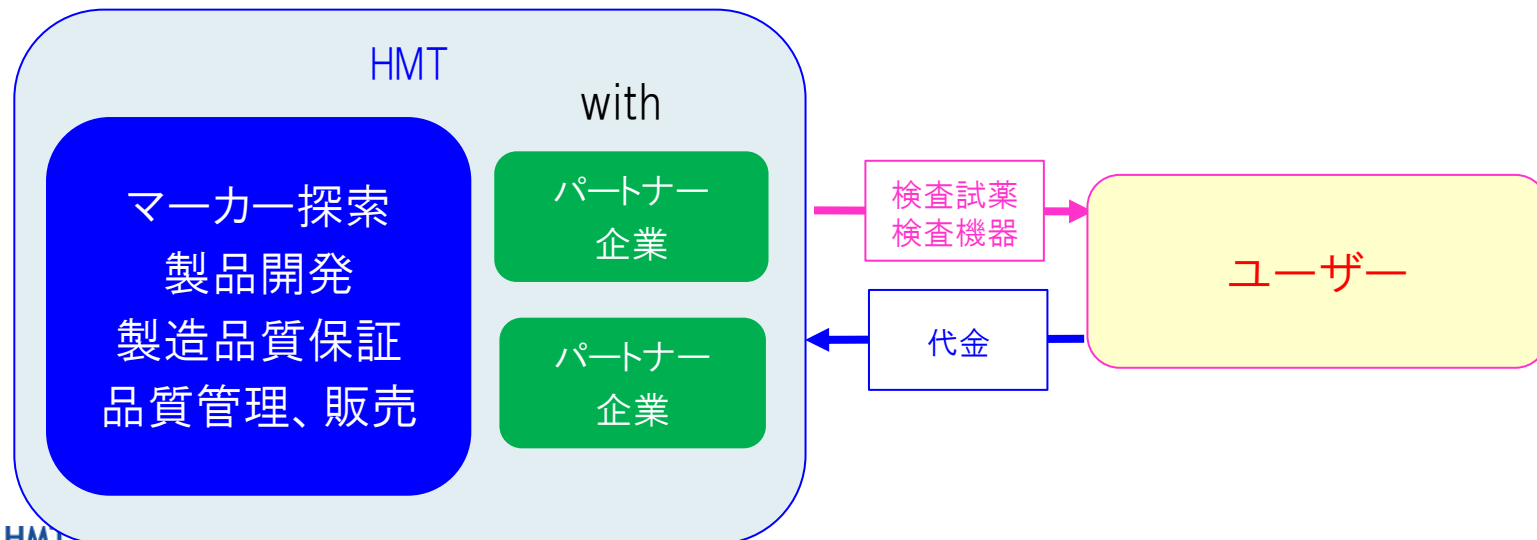 HMT
with
マーカー探索
製品開発
製造品質保証
品質管理、販売
パートナー
企業
パートナー
企業
検査試薬
検査機器
代金
ユーザー
HMT